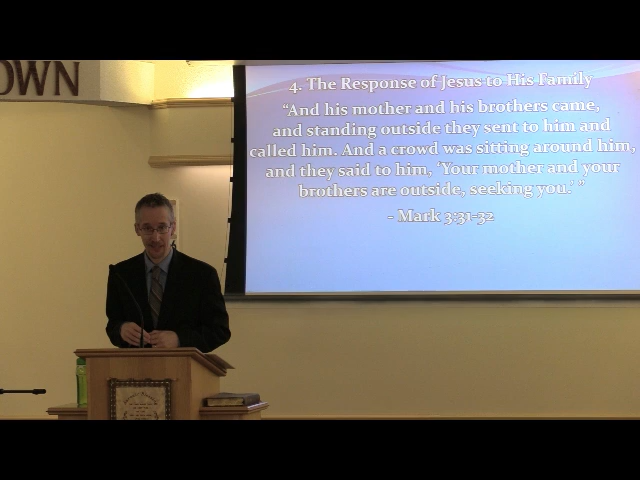 OWN
4. The Response of Jesus to His Family
“And his mother and his brothers came,
and standing outside they sent to him and
called him. And a crowd was sitting around him,
and they said to him, ‘Your mother and your
brothers are outside, seeking you.’ ”
- Mark 3:31-32